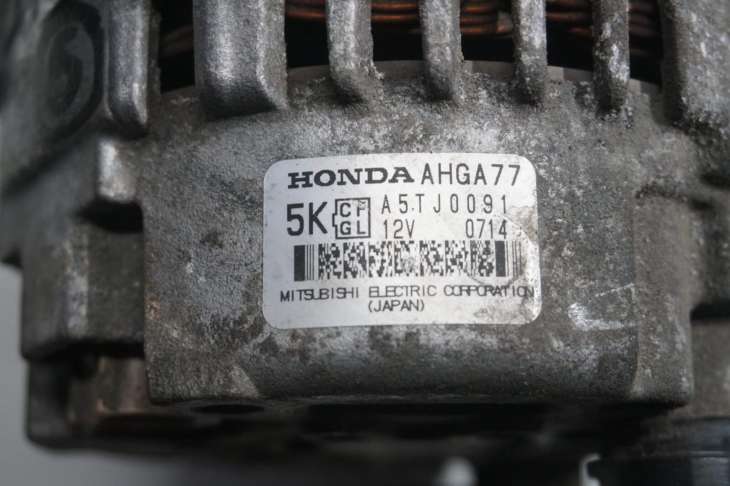 HONDA AHGA77
5K CF GL A5TJ0091
12V 0714
MITSUBISHI ELECTRIC CORPORATION
(JAPAN)